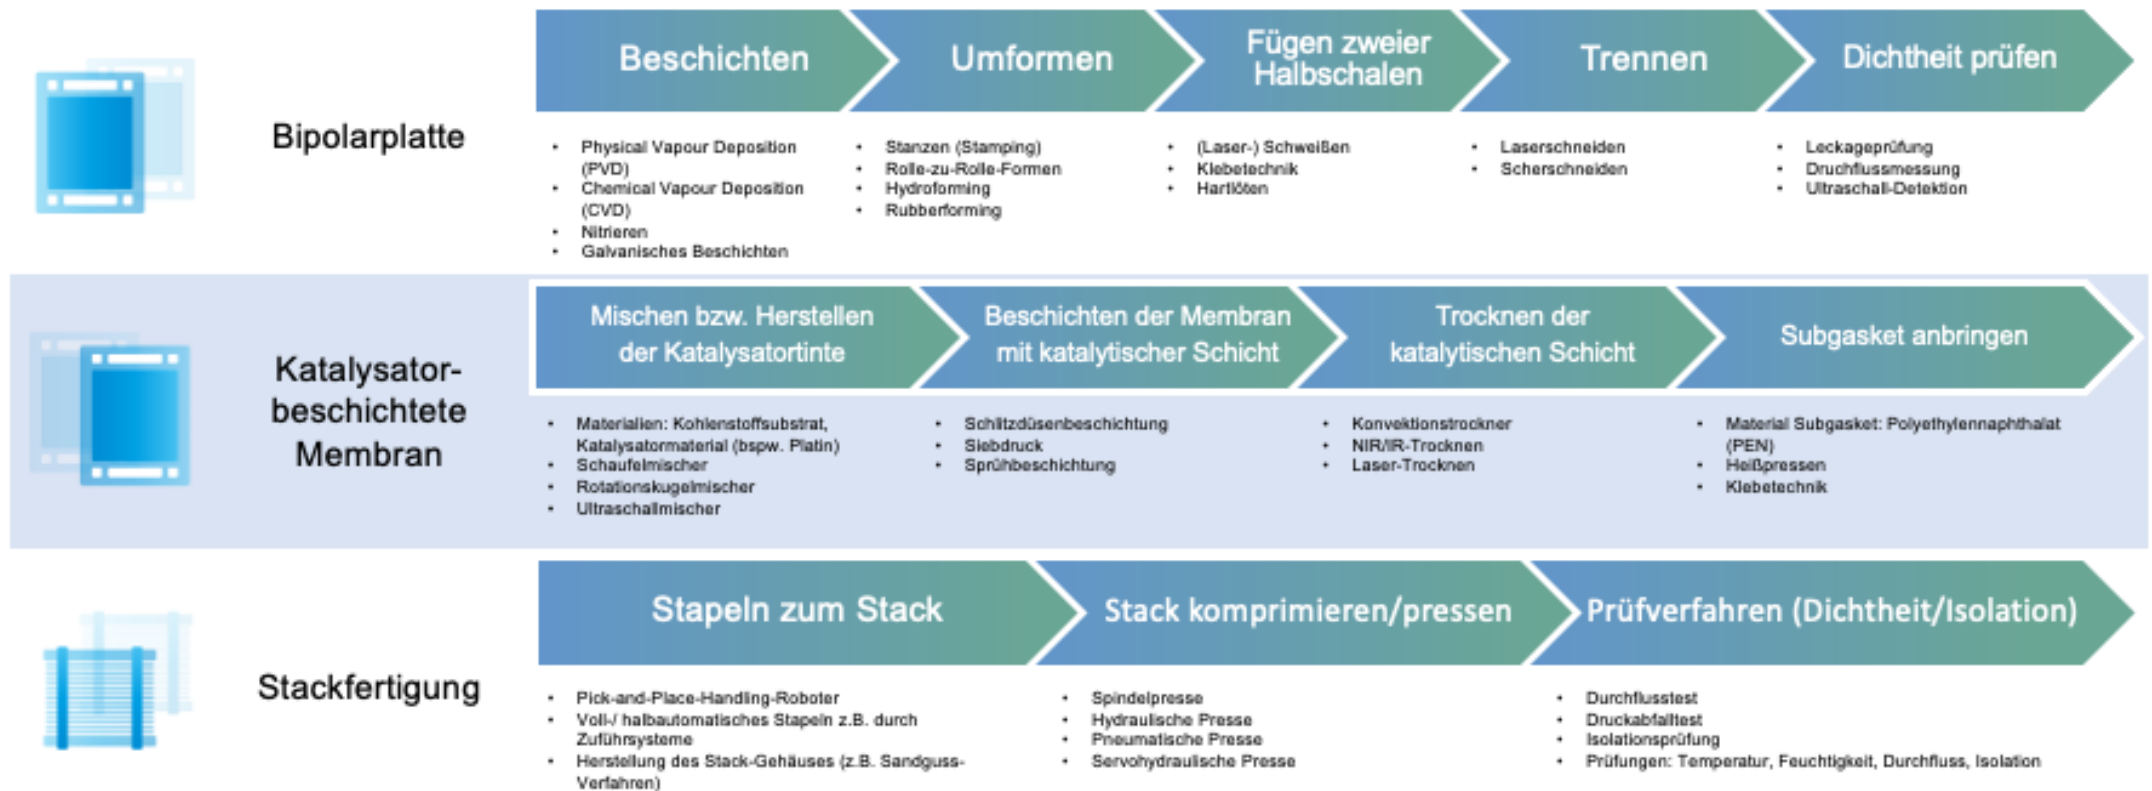 Bipolarplatte
Beschichten
• Physical Vapour Deposition
(PVD)
• Chemical Vapour Deposition
(CVD)
• Nitrieren
• Galvanisches Beschichten
Umformen
• Stanzen (Stamping)
• Rolle-zu-Rolle-Formen
• Hydroforming
• Rubberforming
Fügen zweier
Halbschalen
• (Laser-) Schweißen
• Klebetechnik
• Hartlöten
Trennen
• Laserschneiden
• Scherschneiden
Dichtheit prüfen
• Leckageprüfung
• Druchflussmessung
• Ultraschall-Detektion
Katalysator-
beschichtete
Membran
Mischen bzw. Herstellen
der Katalysatortinte
• Materialien: Kohlenstoffsubstrat,
Katalysatormaterial (bspw. Platin)
• Schaufelmischer
• Rotationskugelmischer
• Ultraschallmischer
Beschichten der Membran
mit katalytischer Schicht
• Schlitzdüsenbeschichtung
• Siebdruck
• Sprühbeschichtung
Trocknen der
katalytischen Schicht
• Konvektionstrockner
• NIR/IR-Trocknen
• Laser-Trocknen
Subgasket anbringen
• Material Subgasket: Polyethylennaphthalat
(PEN)
• Heißpressen
• Klebetechnik
Stackfertigung
Stapeln zum Stack
• Pick-and-Place-Handling-Roboter
• Voll-/ halbautomatisches Stapeln z.B. durch
Zuführsysteme
• Herstellung des Stack-Gehäuses (z.B. Sandguss-
Verfahren)
Stack komprimieren/pressen
• Spindelpresse
• Hydraulische Presse
• Pneumatische Presse
• Servohydraulische Presse
Prüfverfahren (Dichtheit/Isolation)
• Durchflusstest
• Druckabfalltest
• Isolationsprüfung
• Prüfungen: Temperatur, Feuchtigkeit, Durchfluss, Isolation